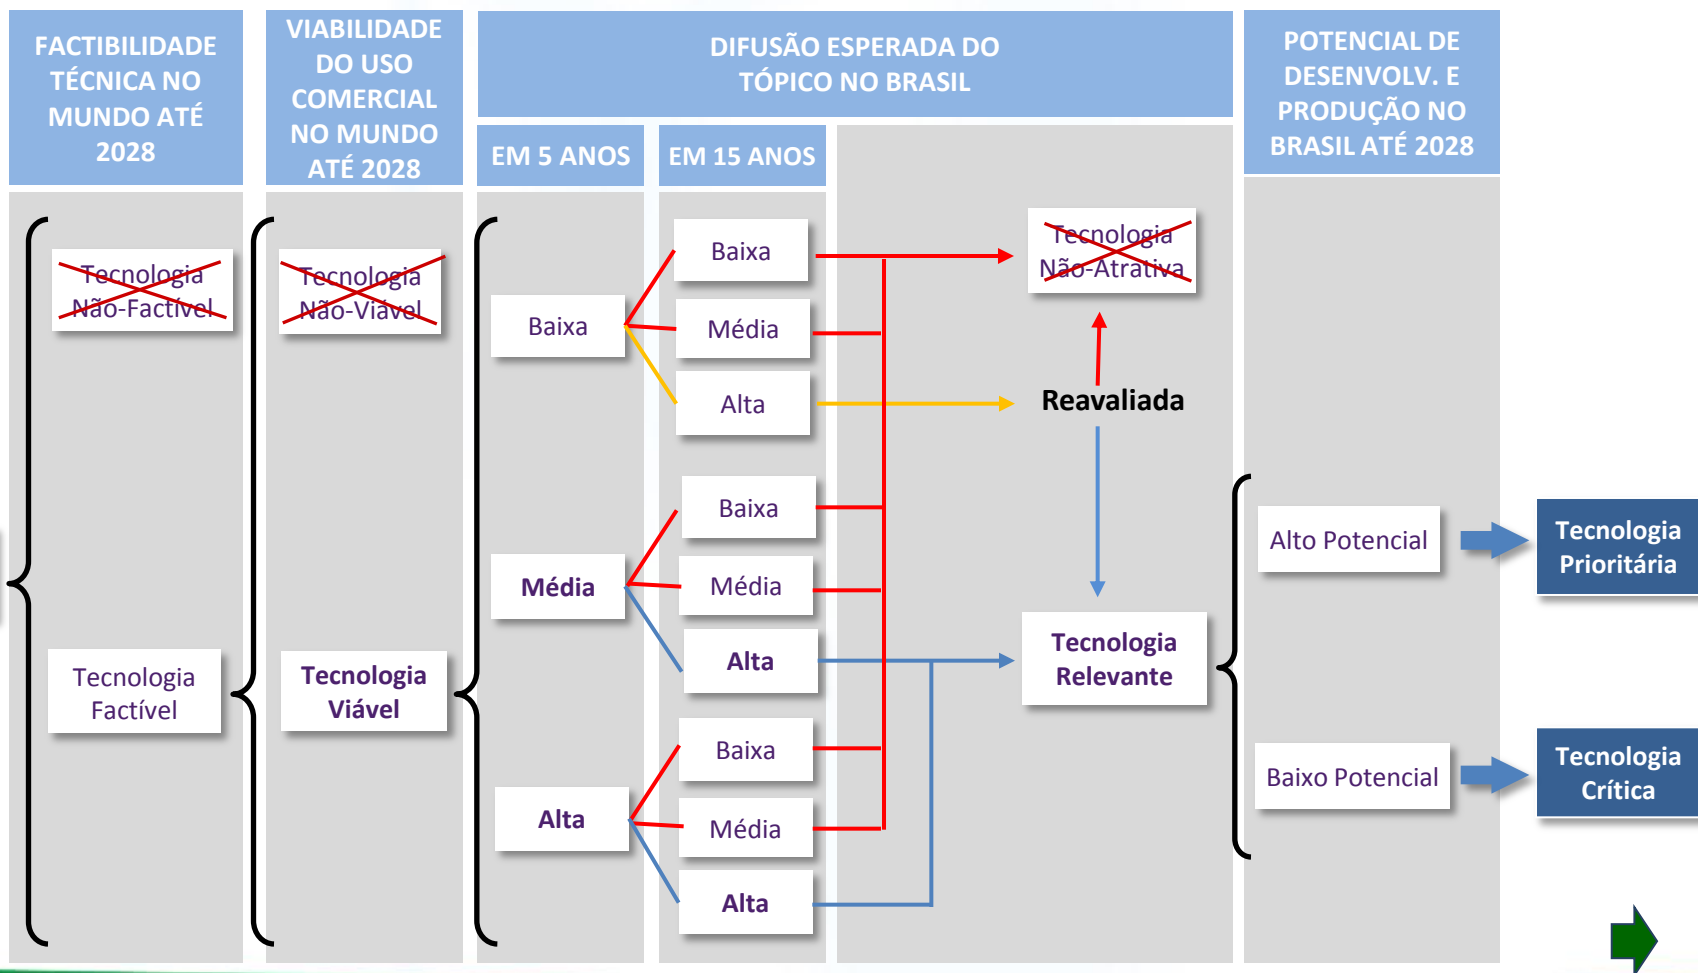 FACTIBILIDADE
TÉCNICA NO
MUNDO ATÉ
2028
VIABILIDADE
DO USO
COMERCIAL
NO MUNDO
ATÉ 2028
DIFUSÃO ESPERADA DO
TÓPICO NO BRASIL
EM 5 ANOS
EM 15 ANOS
POTENCIAL DE
DESENVOLV. E
PRODUÇÃO NO
BRASIL ATÉ 2028
Tecnologia
Não-Factível
Tecnologia
Factível
Tecnologia
Não-Viável
Tecnologia
Viável
Baixa
Média
Alta
Baixa
Média
Alta
Baixa
Média
Alta
Baixa
Média
Alta
Tecnologia
Não-Atrativa
Reavaliada
Tecnologia
Relevante
Alto Potencial
Baixo Potencial
Tecnologia
Prioritária
Tecnologia
Crítica